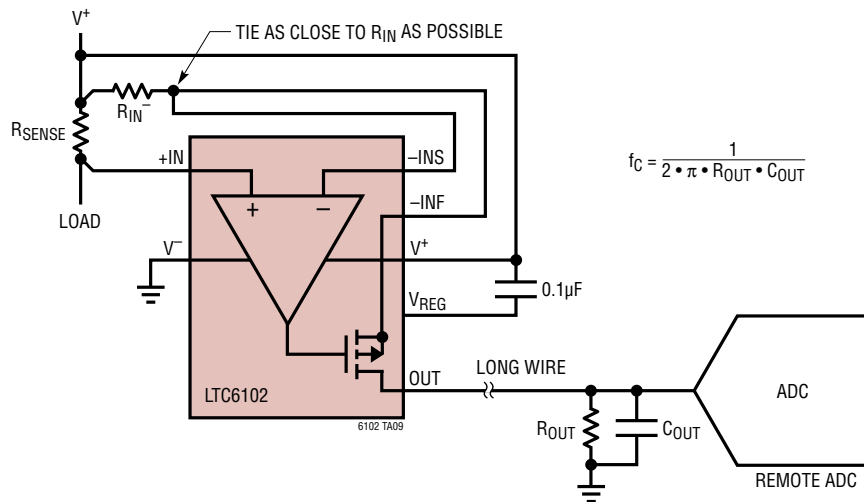 V+
TIE AS CLOSE TO RIN AS POSSIBLE
RIN–
RSENSE
+IN
–INS
fC = 1 / 2 • π • ROUT • COUT
–INF
+
–
LOAD
V–
V+
0.1µF
VREG
LONG WIRE
OUT
ADC
LTC6102
6102 TA09
ROUT
COUT
REMOTE ADC